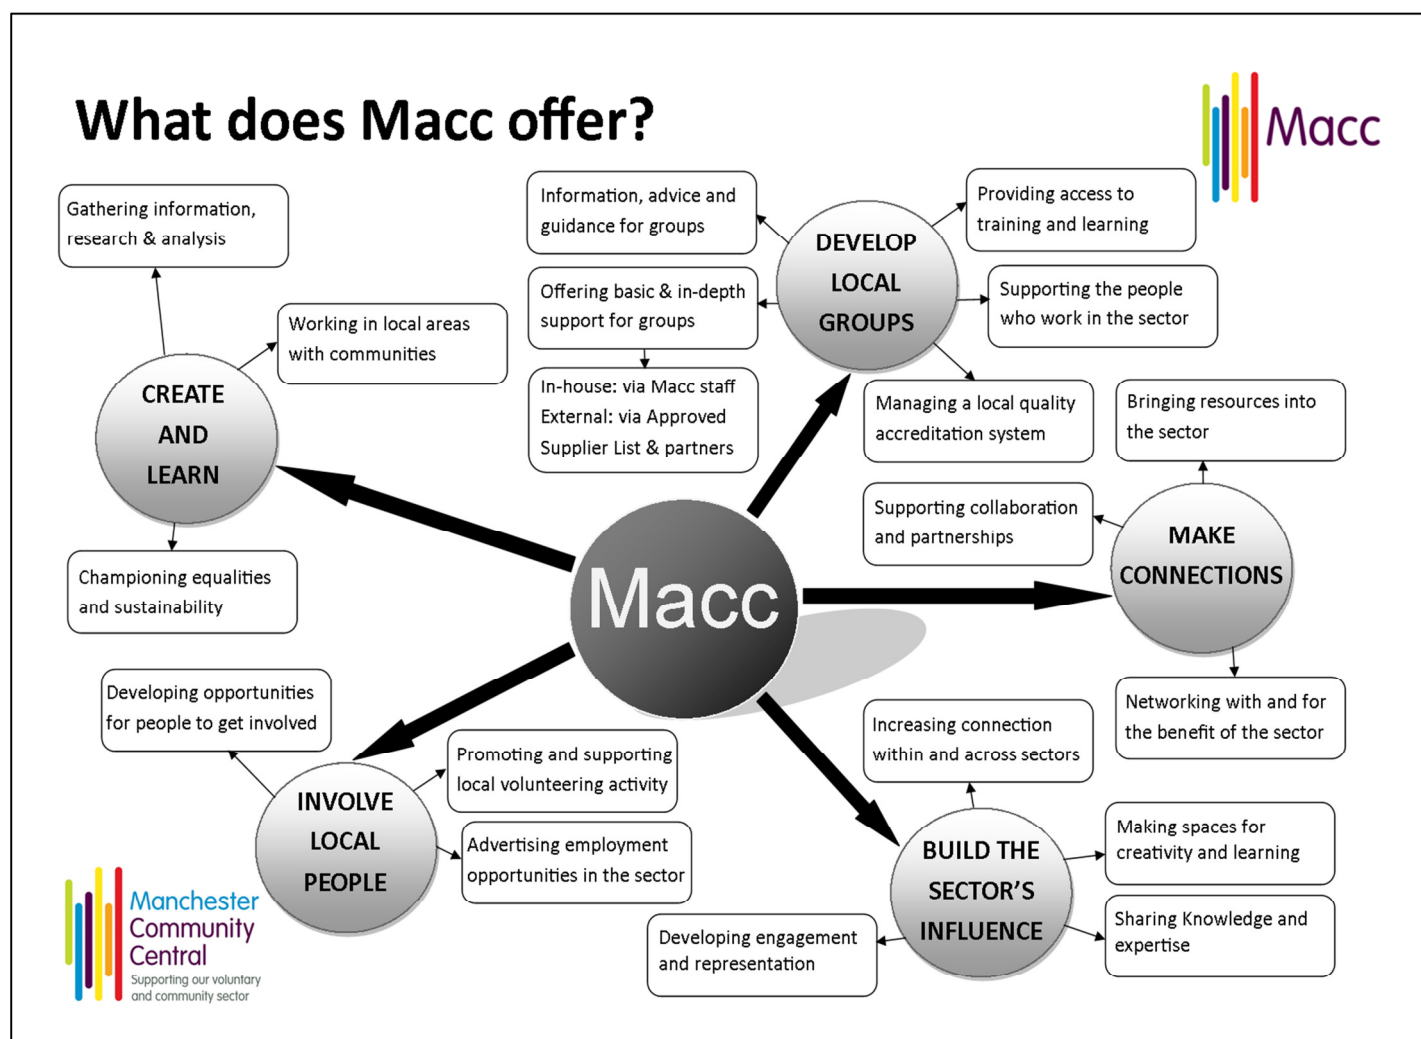 What does Macc offer?
Macc
Gathering information,
research & analysis
Working in local areas
with communities
CREATE
AND
LEARN
Championing equalities
and sustainability
Information, advice and
guidance for groups
Offering basic & in-depth
support for groups
In-house: via Macc staff
External: via Approved
Supplier List & partners
DEVELOP
LOCAL
GROUPS
Providing access to
training and learning
Supporting the people
who work in the sector
Managing a local quality
accreditation system
Bringing resources into
the sector
Supporting collaboration
and partnerships
MAKE
CONNECTIONS
Networking with and for
the benefit of the sector
Macc
Developing opportunities
for people to get involved
Promoting and supporting
local volunteering activity
INVOLVE
LOCAL
PEOPLE
Advertising employment
opportunities in the sector
Increasing connection
within and across sectors
BUILD THE
SECTOR'S
INFLUENCE
Making spaces for
creativity and learning
Sharing Knowledge and
expertise
Developing engagement
and representation
Manchester
Community
Central
Supporting our voluntary
and community sector